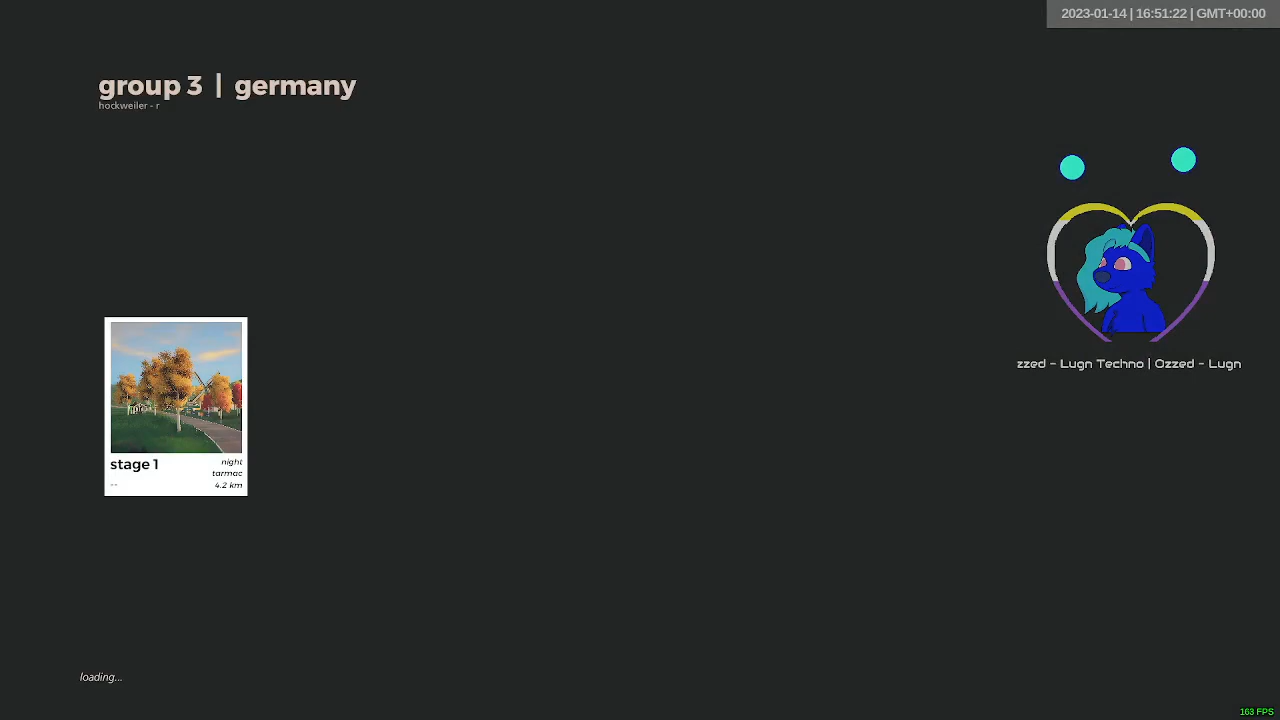 2023-01-14 | 16:51:22 | GMT+00:00
group 3 | germany
hockweiler - r
zzed - Lugn Techno | Ozzed - Lugn
stage 1
night
tarmac
--
4.2 km
loading...
163 FPS